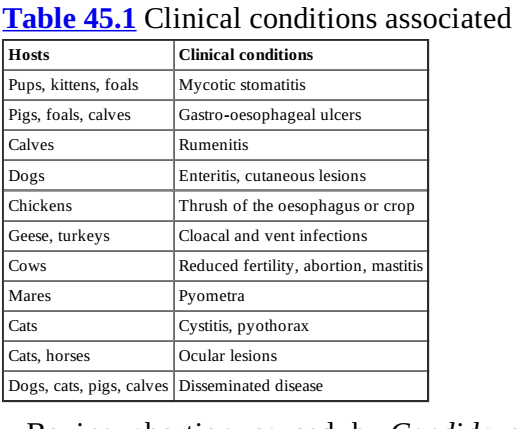 Table 45.1 Clinical conditions associated
Hosts Clinical conditions
Pups, kittens, foals Mycotic stomatitis
Pigs, foals, calves Gastro-oesophageal ulcers
Calves Rumenitis
Dogs Enteritis, cutaneous lesions
Chickens Thrush of the oesophagus or crop
Geese, turkeys Cloacal and vent infections
Cows Reduced fertility, abortion, mastitis
Mares Pyometra
Cats Cystitis, pyothorax
Cats, horses Ocular lesions
Dogs, cats, pigs, calves Disseminated disease